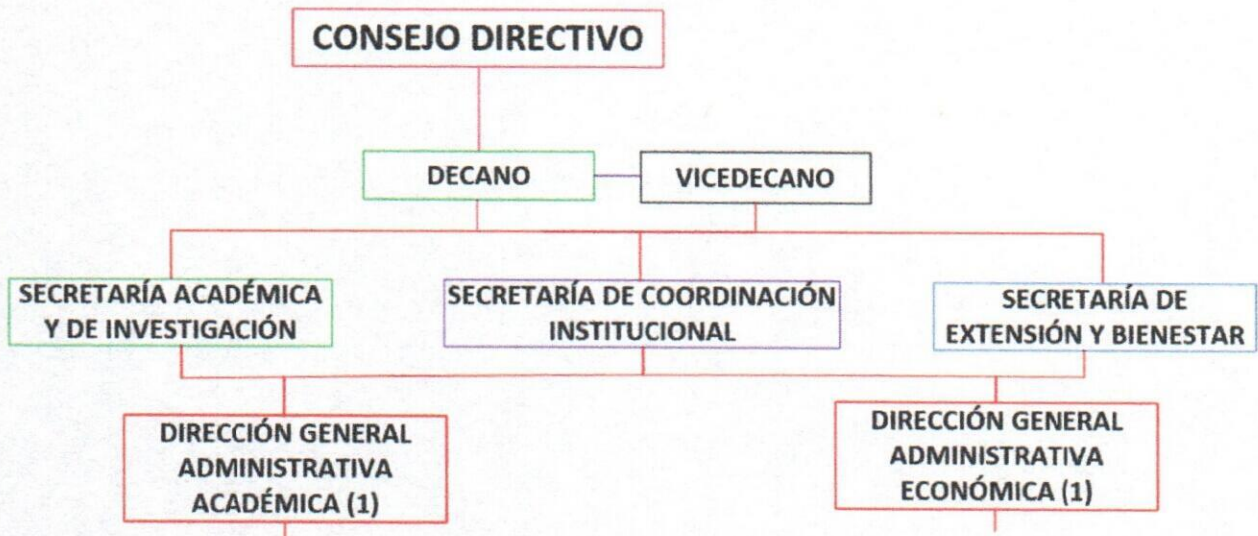 CONSEJO DIRECTIVO
DECANO
VICEDECANO
SECRETARÍA ACADÉMICA
Y DE INVESTIGACIÓN
SECRETARÍA DE COORDINACIÓN
INSTITUCIONAL
SECRETARÍA DE
EXTENSIÓN Y BIENESTAR
DIRECCIÓN GENERAL
ADMINISTRATIVA
ACADÉMICA (1)
DIRECCIÓN GENERAL
ADMINISTRATIVA
ECONÓMICA (1)